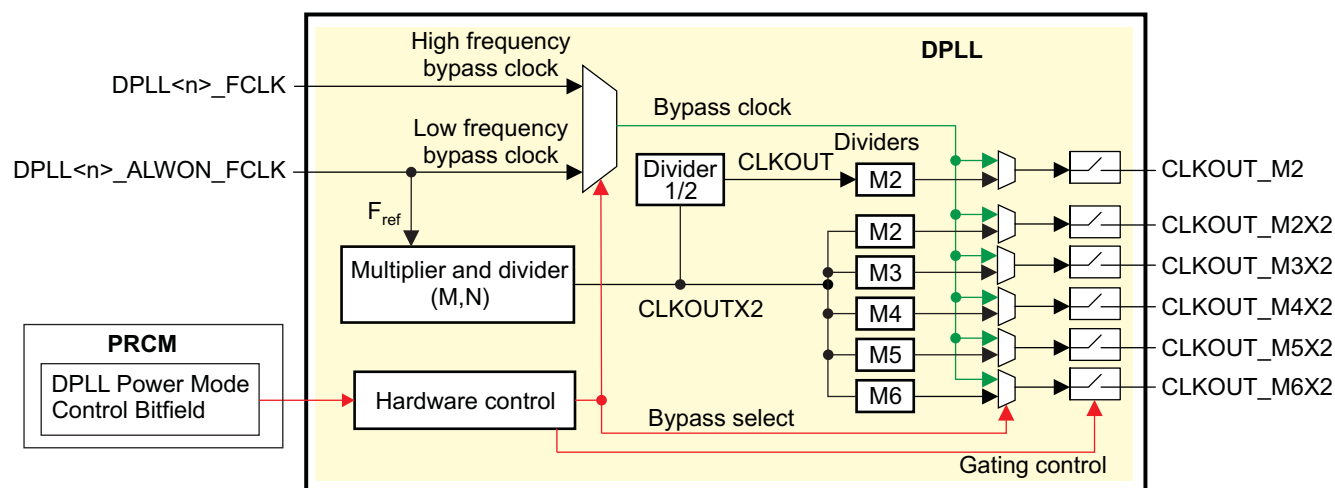 High frequency
bypass clock
DPLL
DPLL<n>_FCLK
Bypass clock
Low frequency
bypass clock
Dividers
DPLL<n>_ALWON_FCLK
Divider
1/2
CLKOUT
M2
CLKOUT_M2
Fref
M2
CLKOUT_M2X2
Multiplier and divider
(M,N)
M3
CLKOUT_M3X2
CLKOUTX2
M4
CLKOUT_M4X2
PRCM
M5
CLKOUT_M5X2
DPLL Power Mode
Control Bitfield
Hardware control
M6
CLKOUT_M6X2
Bypass select
Gating control